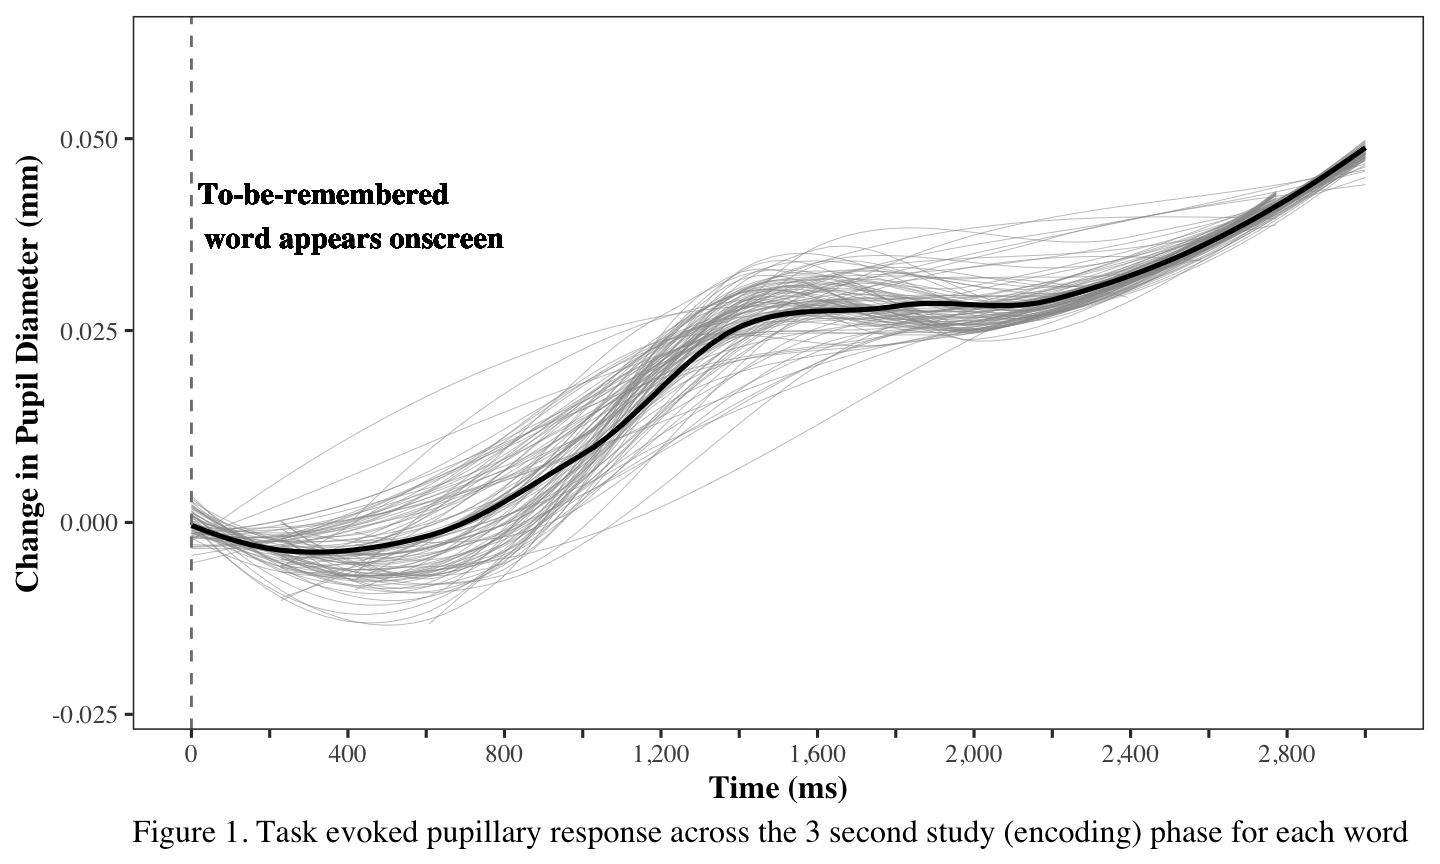 0.050
0.025
0.000
-0.025
Change in Pupil Diameter (mm)
To-be-remembered
word appears onscreen
0 400 800 1,200 1,600 2,000 2,400 2,800
Time (ms)
Figure 1. Task evoked pupillary response across the 3 second study (encoding) phase for each word